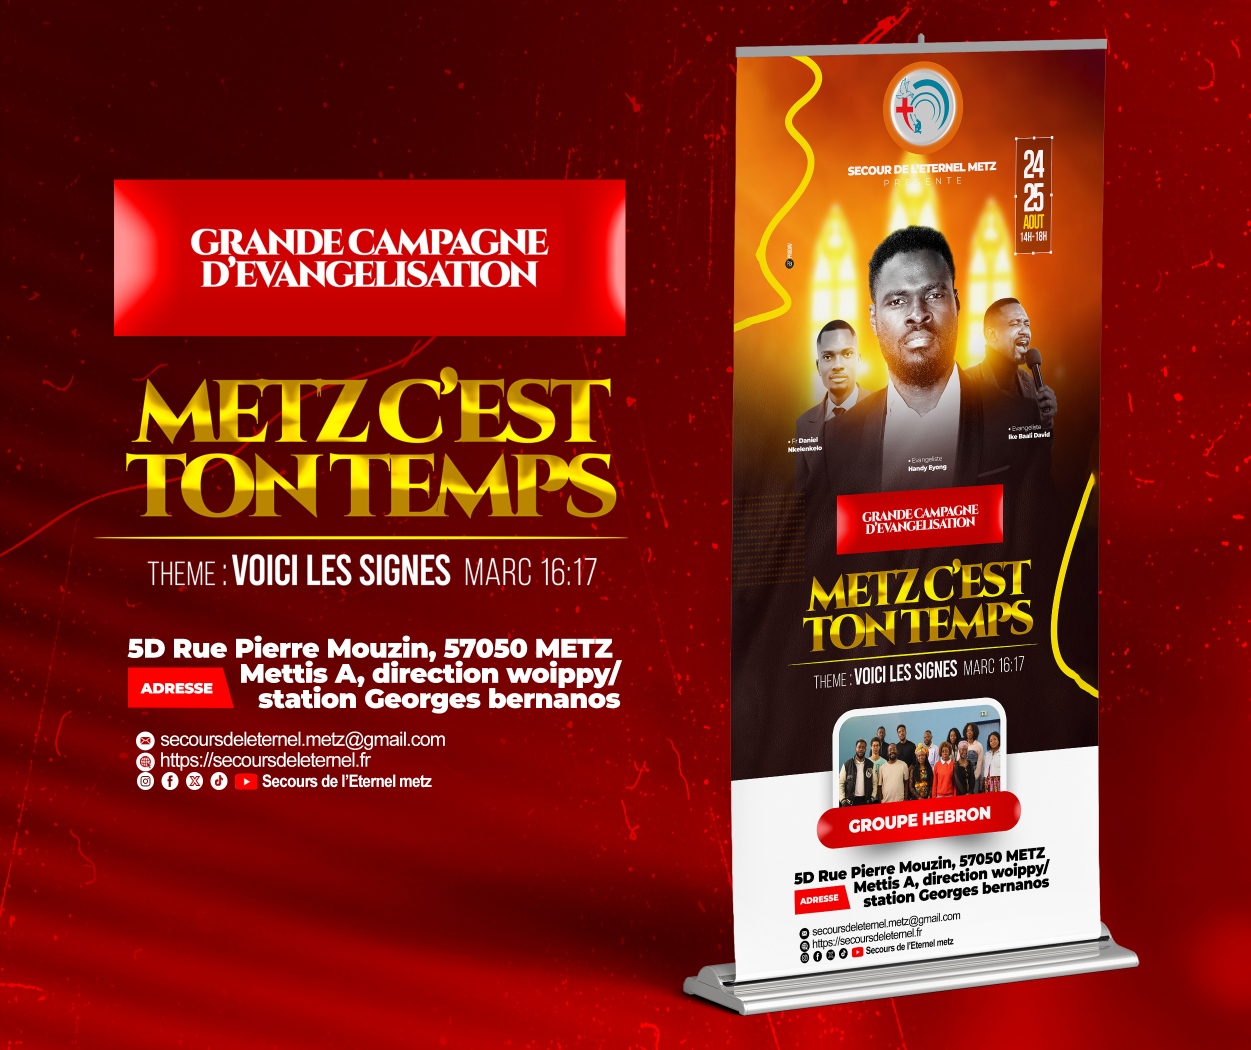 GRANDE CAMPAGNE
D'EVANGELISATION
METZ C'EST
TON TEMPS
THEME : VOICI LES SIGNES MARC 16:17
5D Rue Pierre Mouzin, 57050 METZ
Mettis A, direction woippy/
ADRESSE
station Georges bernanos
secoursdeleternel.metz@gmail.com
https://secoursdeleternel.fr
Secours de l'Eternel metz
SECOUR DE L'ETERNEL METZ
PRESENTE
24
25
AOUT
14H-18H
• Fr Daniel
Nkelenkelo
• Evangeliste
Handy Eyong
• Evangeliste
Ike Baali David
GRANDE CAMPAGNE
D'EVANGELISATION
METZ C'EST
TON TEMPS
THEME : VOICI LES SIGNES MARC 16:17
GROUPE HEBRON
5D Rue Pierre Mouzin, 57050 METZ
Mettis A, direction woippy/
ADRESSE
station Georges bernanos
secoursdeleternel.metz@gmail.com
https://secoursdeleternel.fr
Secours de l'Eternel metz